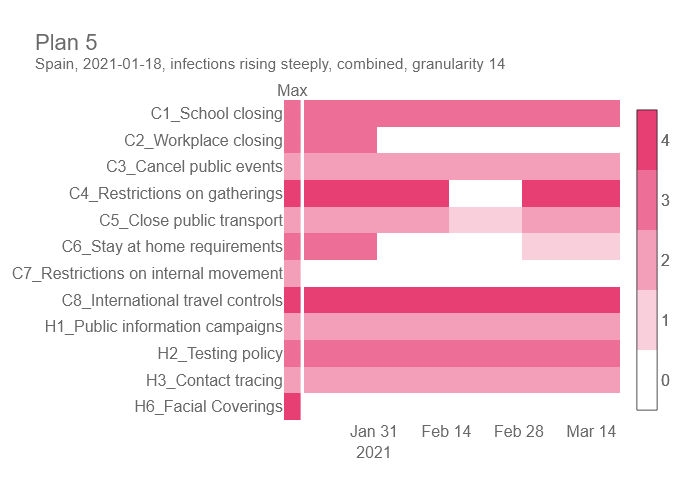 Plan 5
Spain, 2021-01-18, infections rising steeply, combined, granularity 14
Max
C1_School closing
C2_Workplace closing
C3_Cancel public events
C4_Restrictions on gatherings
C5_Close public transport
C6_Stay at home requirements
C7_Restrictions on internal movement
C8_International travel controls
H1_Public information campaigns
H2_Testing policy
H3_Contact tracing
H6_Facial Coverings
4
3
2
1
0
Jan 31 Feb 14 Feb 28 Mar 14
2021